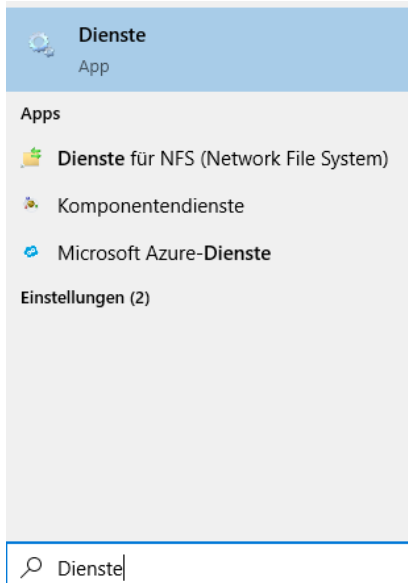 Dienste
App
Apps
Dienste für NFS (Network File System)
Komponentendienste
Microsoft Azure-Dienste
Einstellungen (2)
Dienste